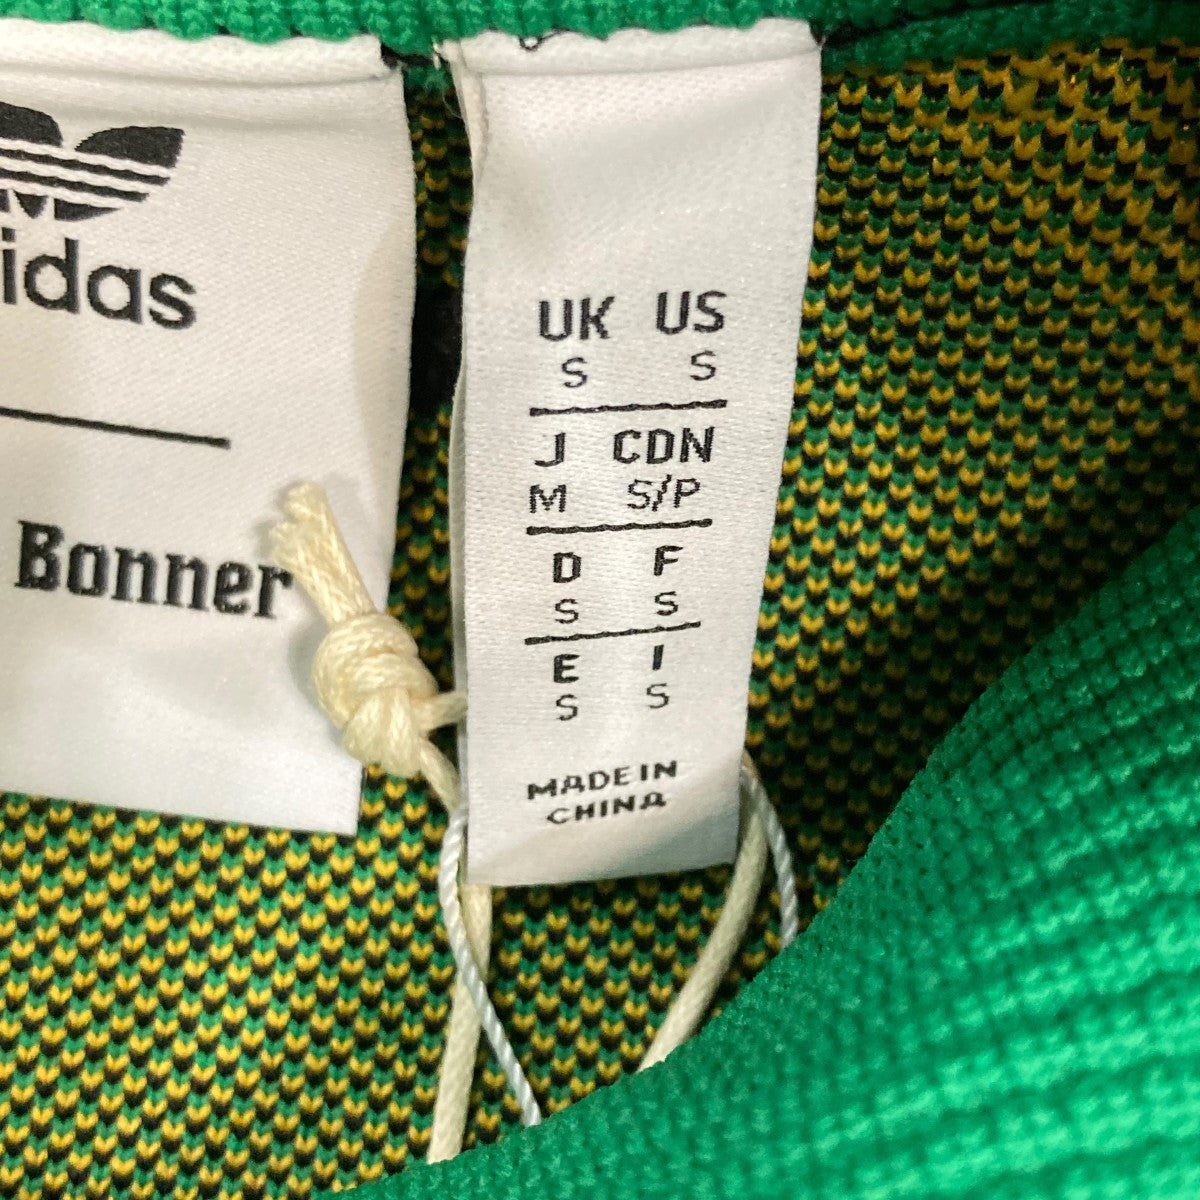 idas
Bonner
UK US
S S
J CDN
M S/P
D F
S S
E I
S S
MADE IN
CHINA